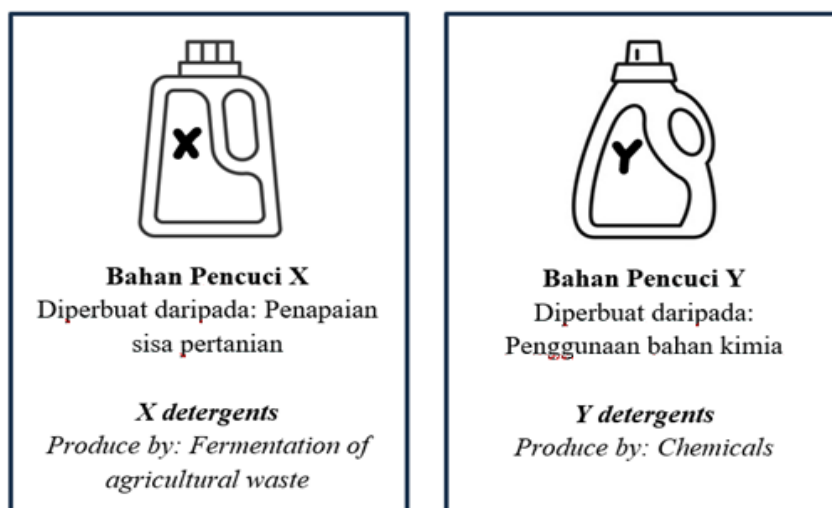 X
Bahan Pencuci X
Diperbuat daripada: Penapaian
sisa pertanian
X detergents
Produce by: Fermentation of
agricultural waste
Y
Bahan Pencuci Y
Diperbuat daripada:
Penggunaan bahan kimia
Y detergents
Produce by: Chemicals